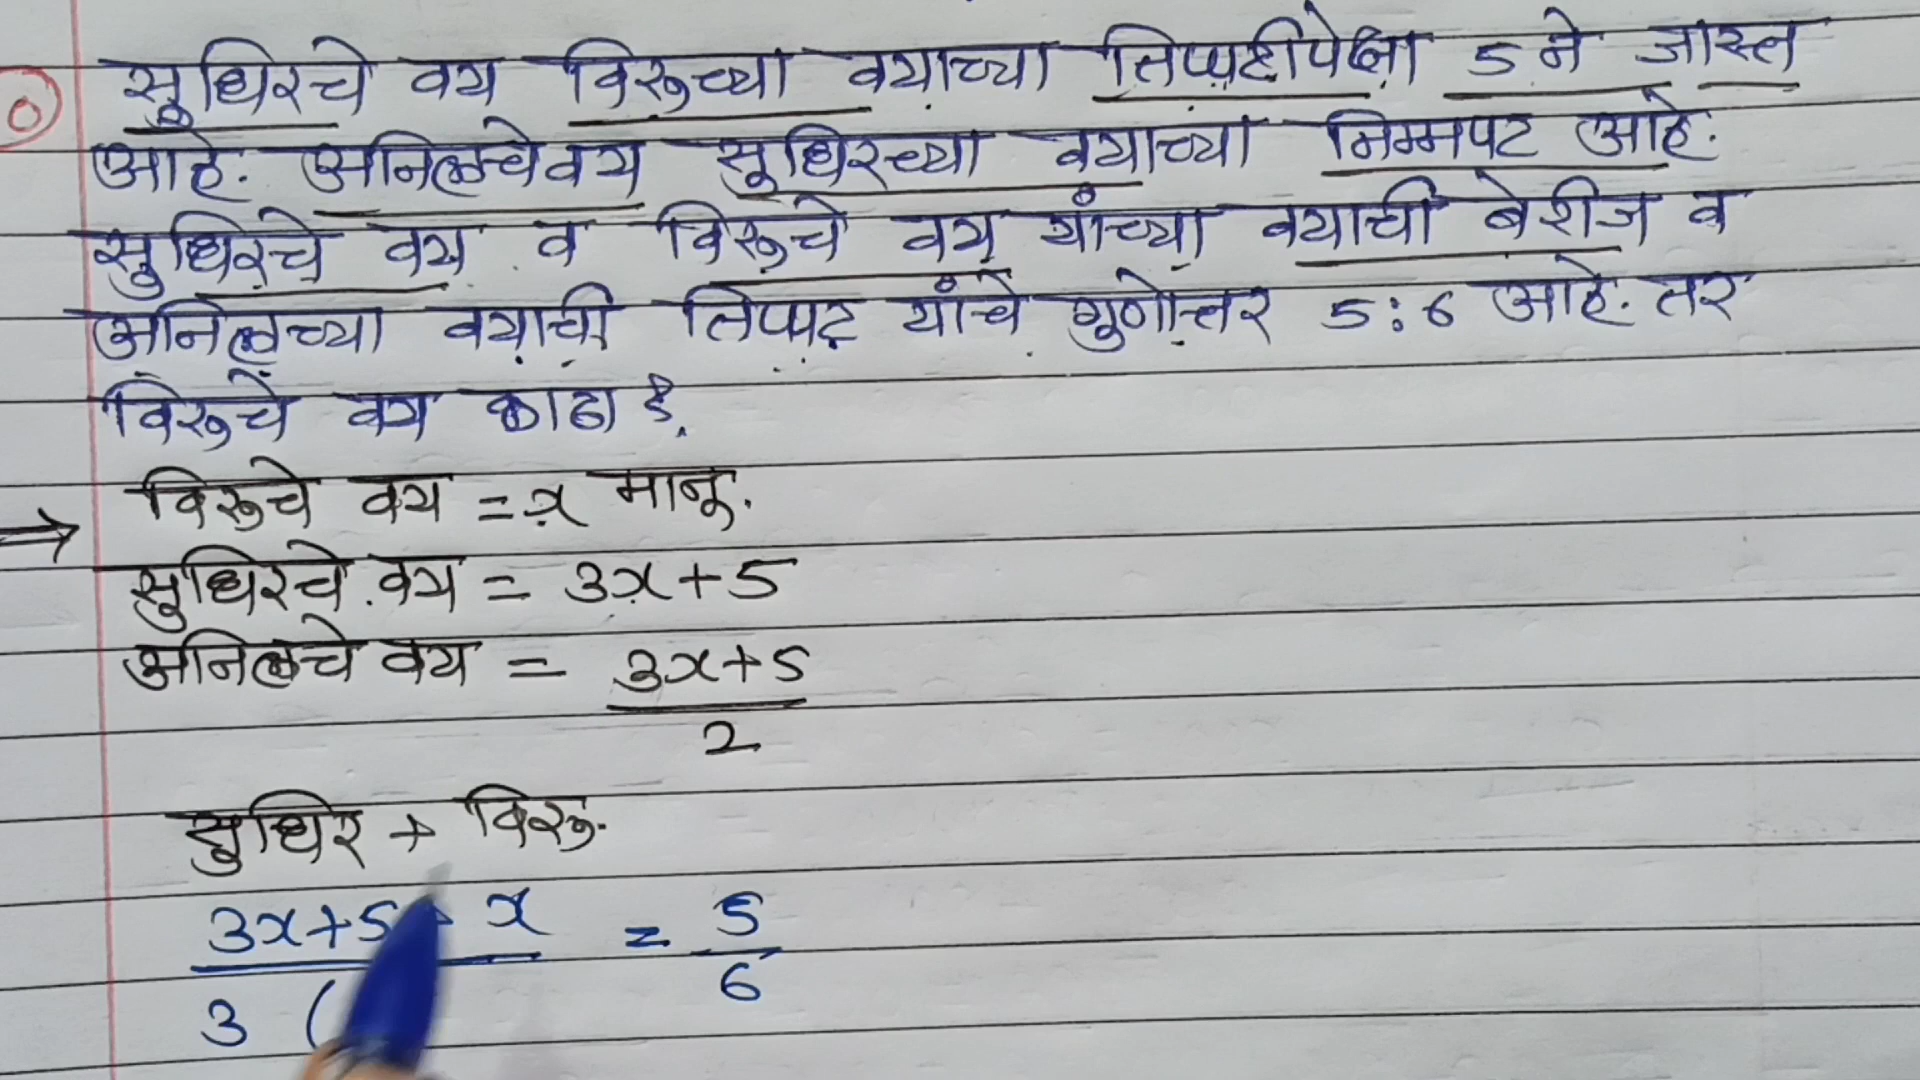 सुधिरचे वय विरूच्या वयाच्या तिप्पटीपेक्षा 5 ने जास्त
आहे. अनिलचे वय सुधिरच्या वयाच्या निम्मपट आहे.
सुधिरचे वय व विरूचे वय यांच्या वयाची बेरीज व
अनिलच्या वयाची तिप्पट यांचे गुणोत्तर 5:6 आहे. तर
विरूचे वय काढा ?
→ विरूचे वय = x मानू.
सुधिरचे वय = 3x+5
अनिलचे वय = 3x+5
2
सुधिर + विरू
3x+5+ x = 5
3 ( 6